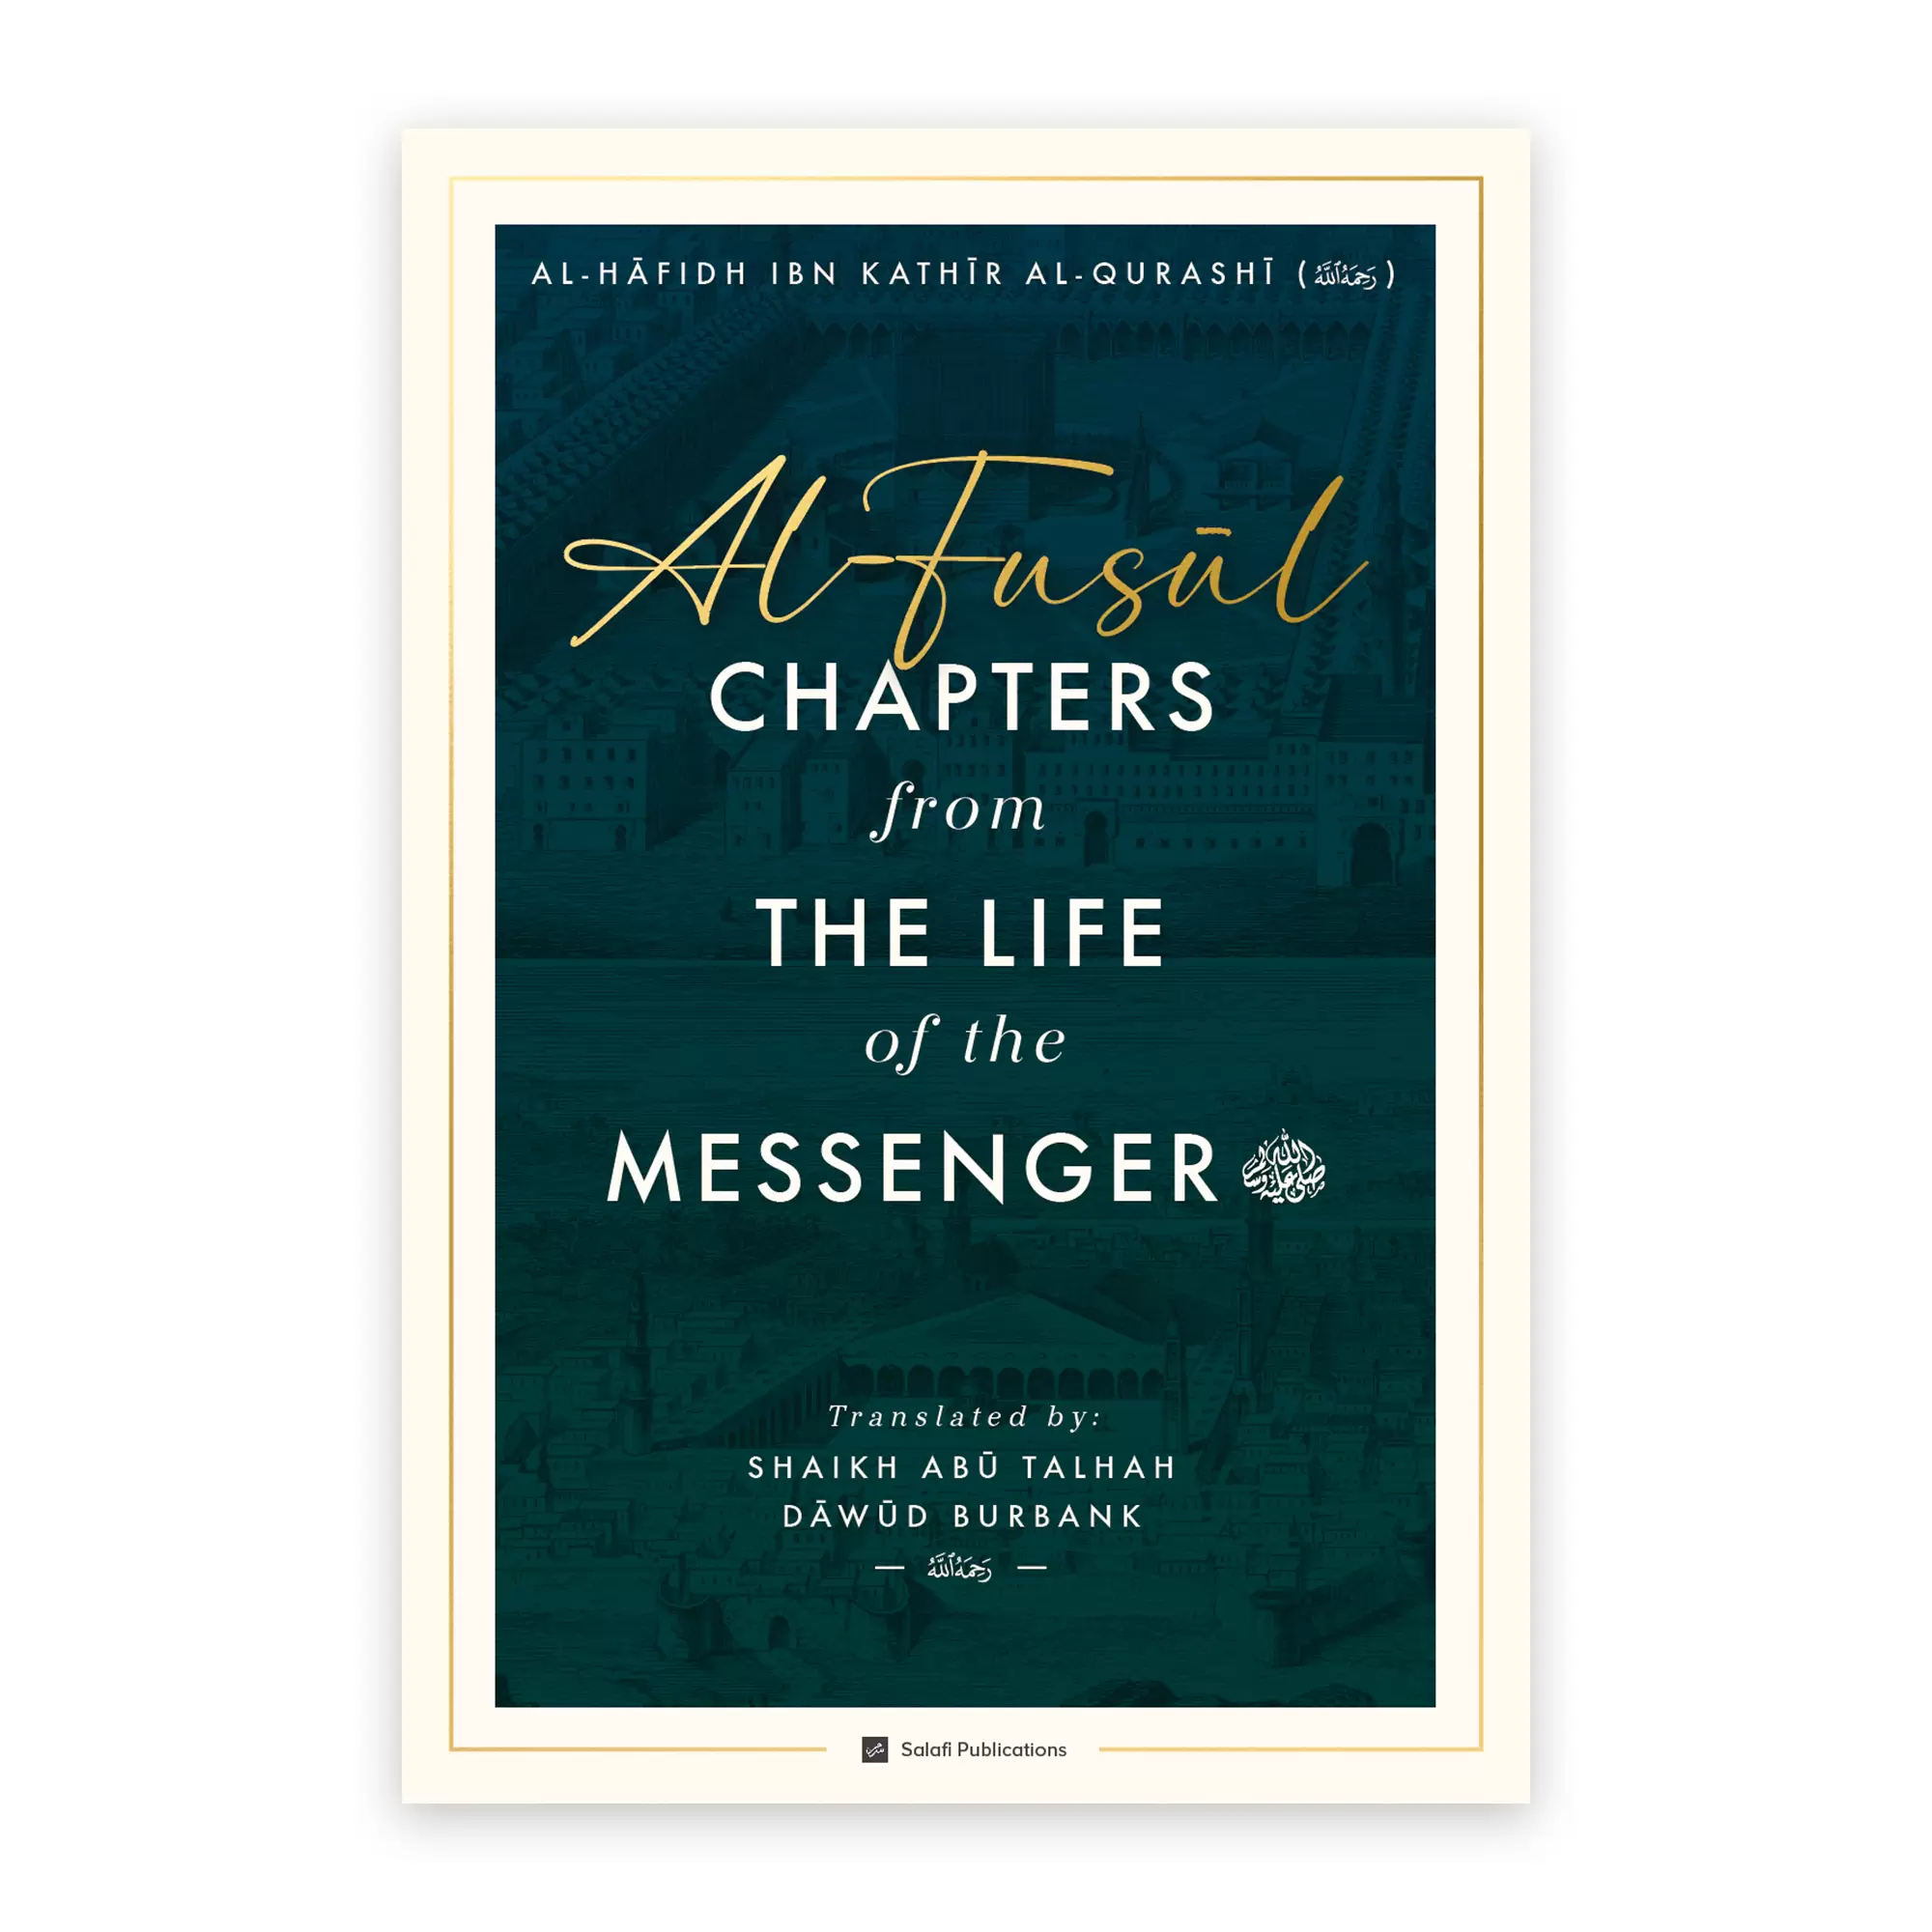 AL-HĀFIDH IBN KATHĪR AL-QURASHĪ (رَحِمَهُ ٱللَّٰهُ)
Al-Fusūl
CHAPTERS
from
THE LIFE
of the
MESSENGER صلى الله عليه وسلم
Translated by:
SHAIKH ABŪ TALHAH
DĀWŪD BURBANK
— رَحِمَهُ ٱللَّٰهُ —
Salafi Publications